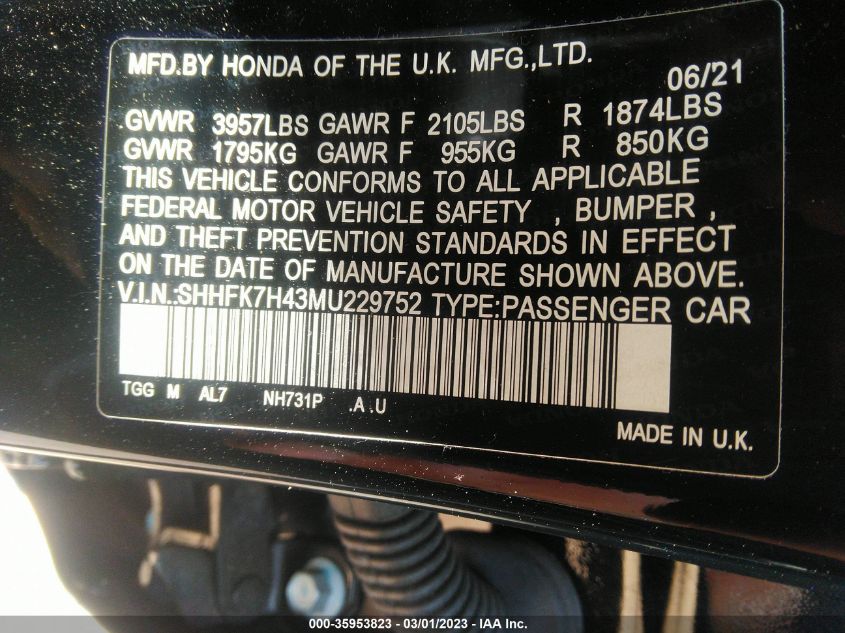 MFD.BY HONDA OF THE U.K. MFG.,LTD.
06/21
GVWR 3957LBS GAWR F 2105LBS R 1874LBS
GVWR 1795KG GAWR F 955KG R 850KG
THIS VEHICLE CONFORMS TO ALL APPLICABLE
FEDERAL MOTOR VEHICLE SAFETY , BUMPER ,
AND THEFT PREVENTION STANDARDS IN EFFECT
ON THE DATE OF MANUFACTURE SHOWN ABOVE.
V.I.N.:SHHFK7H43MU229752 TYPE:PASSENGER CAR
TGG M AL7 NH731P .A .U
MADE IN U.K.
000-35953823 - 03/01/2023 - IAA Inc.